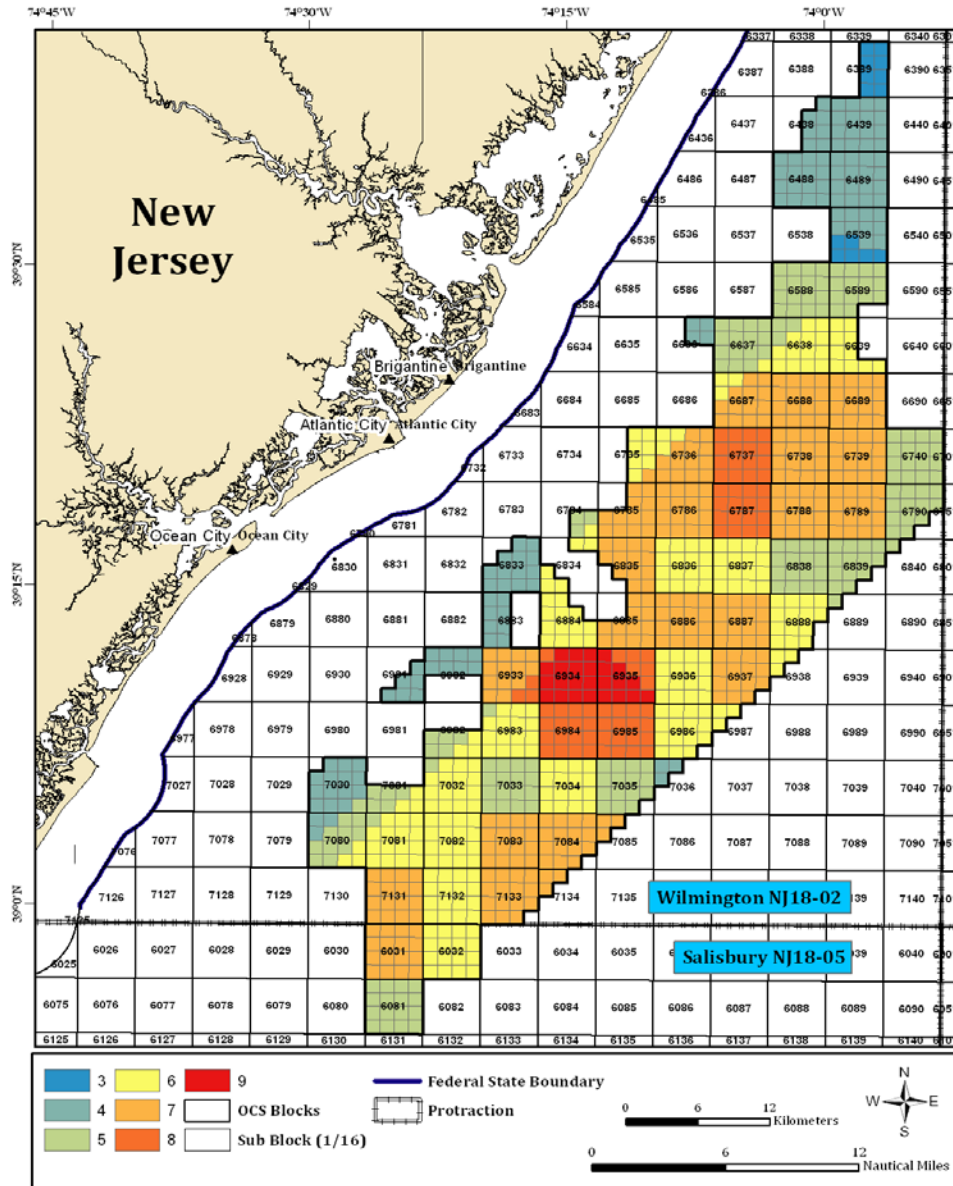 74°45'W 74°30'W 74°15'W 74°0'W
6337 6338 6339 6340
6387 6388 6389 6390
6386
6436 6437 6438 6439 6440
6486 6487 6488 6489 6490
6485
New
Jersey
6535 6536 6537 6538 6539 6540
39°30'N
6585 6586 6587 6588 6589 6590
6584
6634 6635 6636 6637 6638 6639 6640
Brigantine Brigantine
6684 6685 6686 6687 6688 6689 6690
6683
Atlantic City Atlantic City
6732 6733 6734 6735 6736 6737 6738 6739 6740
6781 6782 6783 6784 6785 6786 6787 6788 6789 6790
6780
Ocean City Ocean City
6830 6831 6832 6833 6834 6835 6836 6837 6838 6839 6840
39°15'N
6829
6878 6879 6880 6881 6882 6883 6884 6885 6886 6887 6888 6889 6890
6928 6929 6930 6931 6932 6933 6934 6935 6936 6937 6938 6939 6940
6977 6978 6979 6980 6981 6982 6983 6984 6985 6986 6987 6988 6989 6990
7027 7028 7029 7030 7031 7032 7033 7034 7035 7036 7037 7038 7039 7040
7076 7077 7078 7079 7080 7081 7082 7083 7084 7085 7086 7087 7088 7089 7090
7126 7127 7128 7129 7130 7131 7132 7133 7134 7135 7140
Wilmington NJ18-02
39°0'N
7125
6025 6026 6027 6028 6029 6030 6031 6032 6033 6034 6035 6040
Salisbury NJ18-05
6075 6076 6077 6078 6079 6080 6081 6082 6083 6084 6085 6086 6087 6088 6089 6090
6125 6126 6127 6128 6129 6130 6131 6132 6133 6134 6135 6136 6137 6138 6139 6140
3 6 9 Federal State Boundary
4 7 OCS Blocks Protraction
5 8 Sub Block (1/16)
N
W E
S
0 6 12
Kilometers
0 6 12
Nautical Miles